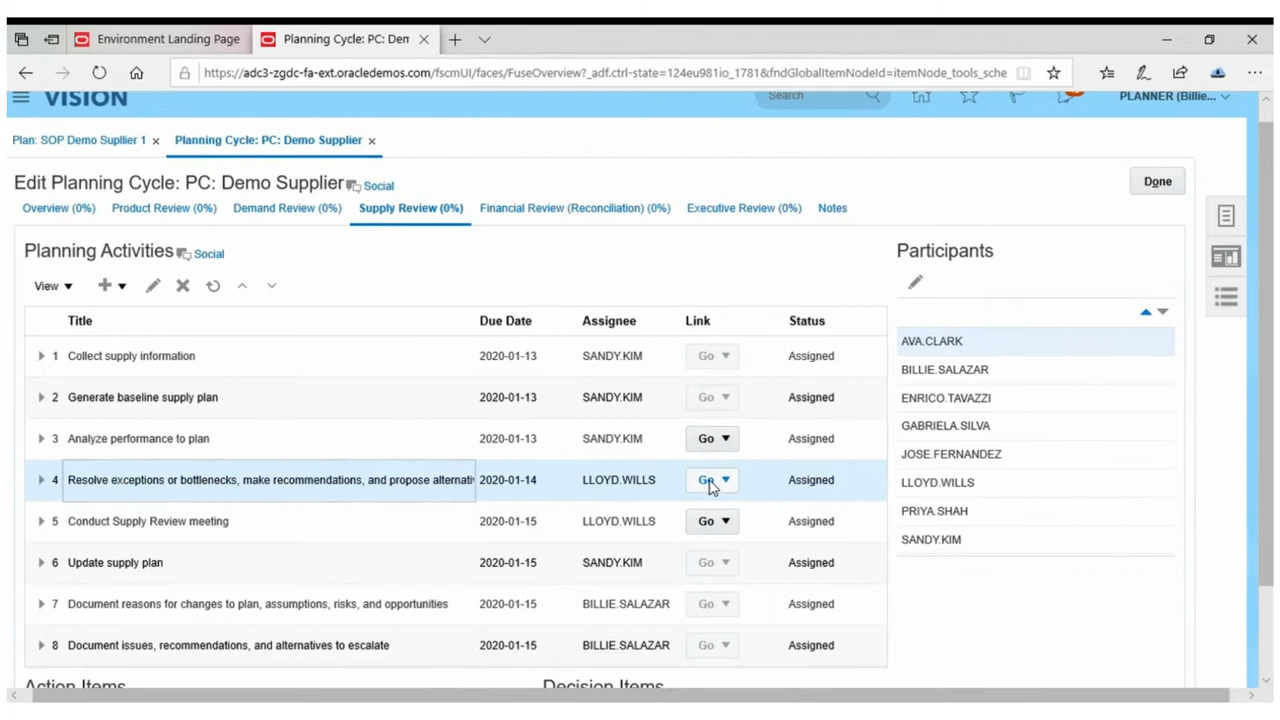 Environment Landing Page
Planning Cycle: PC: Den
https://adc3-zgdc-fa-ext.oracledemos.com/fscmUI/faces/FuseOverview?_adf.ctrl-state=124eu981io_1781&fndGlobalItemNodeId=itemNode_tools_sche
VISION
Search
PLANNER (Billie...
Plan: SOP Demo Supllier 1
Planning Cycle: PC: Demo Supplier
Edit Planning Cycle: PC: Demo Supplier Social
Done
Overview (0%) Product Review (0%) Demand Review (0%) Supply Review (0%) Financial Review (Reconciliation) (0%) Executive Review (0%) Notes
Planning Activities Social
View
Title Due Date Assignee Link Status
1 Collect supply information 2020-01-13 SANDY.KIM Go Assigned
2 Generate baseline supply plan 2020-01-13 SANDY.KIM Go Assigned
3 Analyze performance to plan 2020-01-13 SANDY.KIM Go Assigned
4 Resolve exceptions or bottlenecks, make recommendations, and propose alternati 2020-01-14 LLOYD.WILLS Go Assigned
5 Conduct Supply Review meeting 2020-01-15 LLOYD.WILLS Go Assigned
6 Update supply plan 2020-01-15 SANDY.KIM Go Assigned
7 Document reasons for changes to plan, assumptions, risks, and opportunities 2020-01-15 BILLIE.SALAZAR Go Assigned
8 Document issues, recommendations, and alternatives to escalate 2020-01-15 BILLIE.SALAZAR Go Assigned
Action Items Decision Items
Participants
AVA.CLARK
BILLIE.SALAZAR
ENRICO.TAVAZZI
GABRIELA.SILVA
JOSE.FERNANDEZ
LLOYD.WILLS
PRIYA.SHAH
SANDY.KIM